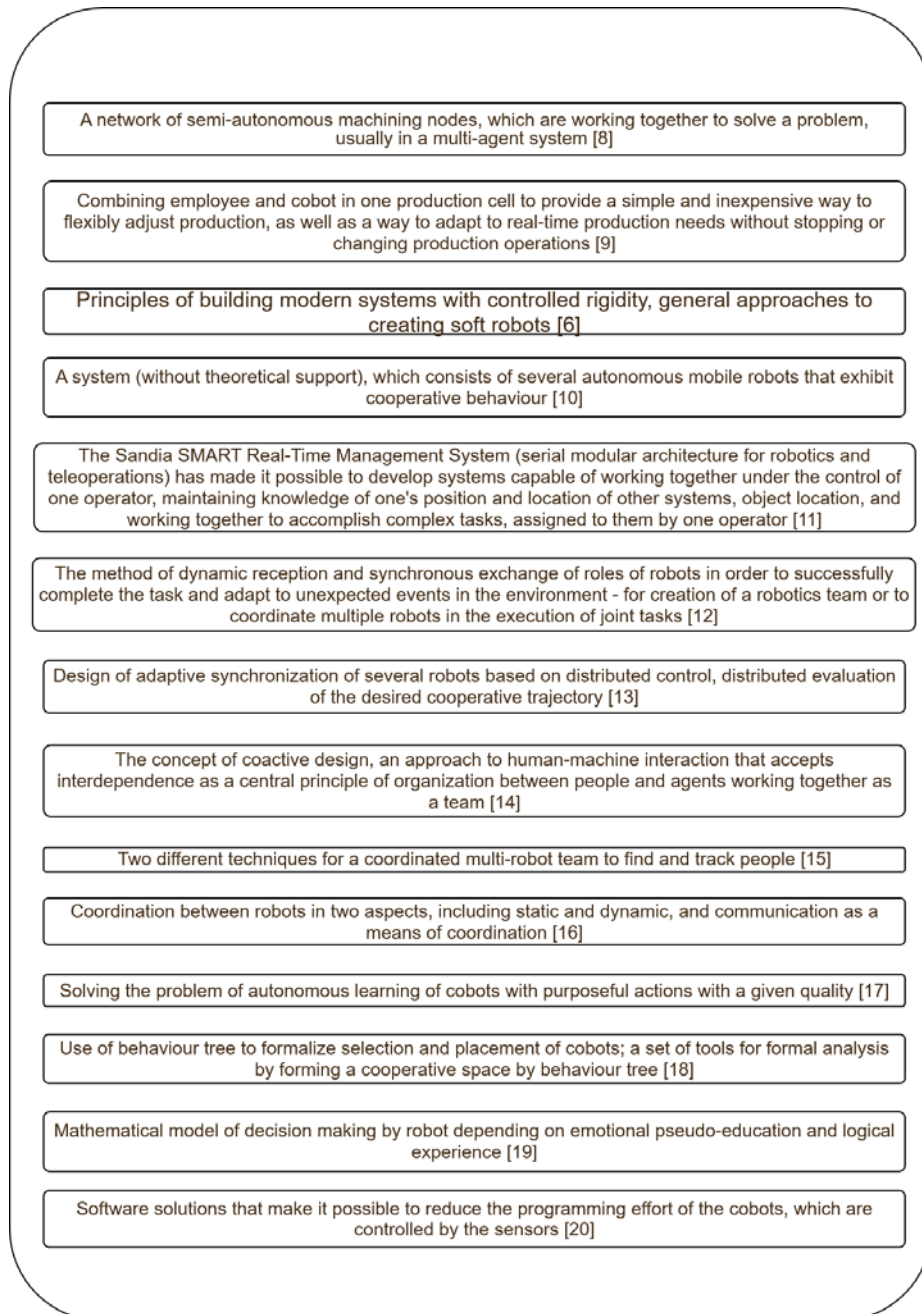 A network of semi-autonomous machining nodes, which are working together to solve a problem,
usually in a multi-agent system [8]
Combining employee and cobot in one production cell to provide a simple and inexpensive way to
flexibly adjust production, as well as a way to adapt to real-time production needs without stopping or
changing production operations [9]
Principles of building modern systems with controlled rigidity, general approaches to
creating soft robots [6]
A system (without theoretical support), which consists of several autonomous mobile robots that exhibit
cooperative behaviour [10]
The Sandia SMART Real-Time Management System (serial modular architecture for robotics and
teleoperations) has made it possible to develop systems capable of working together under the control of
one operator, maintaining knowledge of one's position and location of other systems, object location, and
working together to accomplish complex tasks, assigned to them by one operator [11]
The method of dynamic reception and synchronous exchange of roles of robots in order to successfully
complete the task and adapt to unexpected events in the environment - for creation of a robotics team or to
coordinate multiple robots in the execution of joint tasks [12]
Design of adaptive synchronization of several robots based on distributed control, distributed evaluation
of the desired cooperative trajectory [13]
The concept of coactive design, an approach to human-machine interaction that accepts
interdependence as a central principle of organization between people and agents working together as
a team [14]
Two different techniques for a coordinated multi-robot team to find and track people [15]
Coordination between robots in two aspects, including static and dynamic, and communication as a
means of coordination [16]
Solving the problem of autonomous learning of cobots with purposeful actions with a given quality [17]
Use of behaviour tree to formalize selection and placement of cobots; a set of tools for formal analysis
by forming a cooperative space by behaviour tree [18]
Mathematical model of decision making by robot depending on emotional pseudo-education and logical
experience [19]
Software solutions that make it possible to reduce the programming effort of the cobots, which are
controlled by the sensors [20]